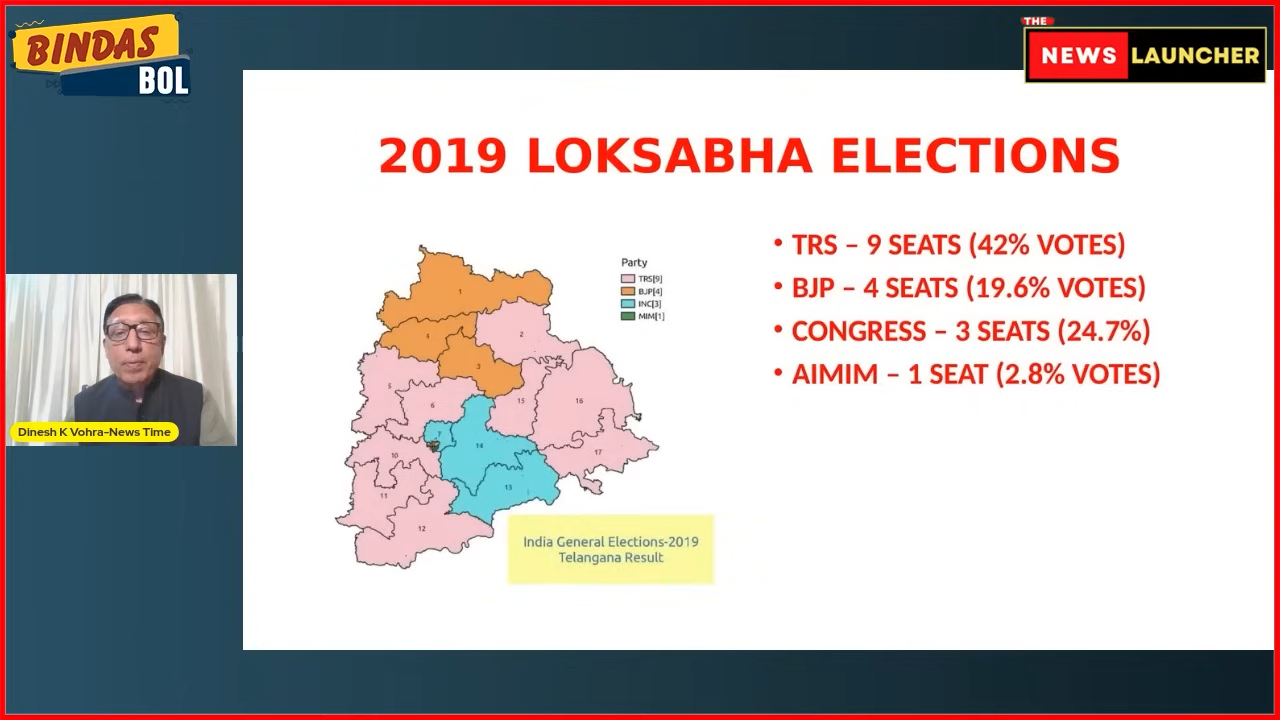 BINDAS
BOL
THE
NEWS LAUNCHER
2019 LOKSABHA ELECTIONS
• TRS – 9 SEATS (42% VOTES)
• BJP – 4 SEATS (19.6% VOTES)
• CONGRESS – 3 SEATS (24.7%)
• AIMIM – 1 SEAT (2.8% VOTES)
Party
TRS[9]
BJP[4]
INC[3]
MIM[1]
1
2
4
3
5
6
15
16
7
14
10
17
11
13
12
India General Elections-2019
Telangana Result
Dinesh K Vohra-News Time